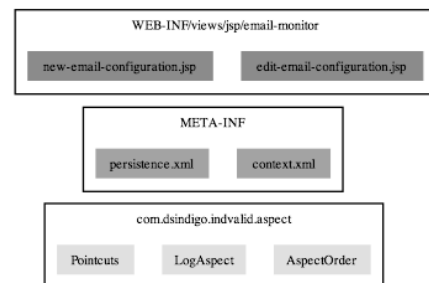 WEB-INF/views/jsp/email-monitor
new-email-configuration.jsp edit-email-configuration.jsp
META-INF
persistence.xml context.xml
com.dsindigo.indvalid.aspect
Pointcuts LogAspect AspectOrder